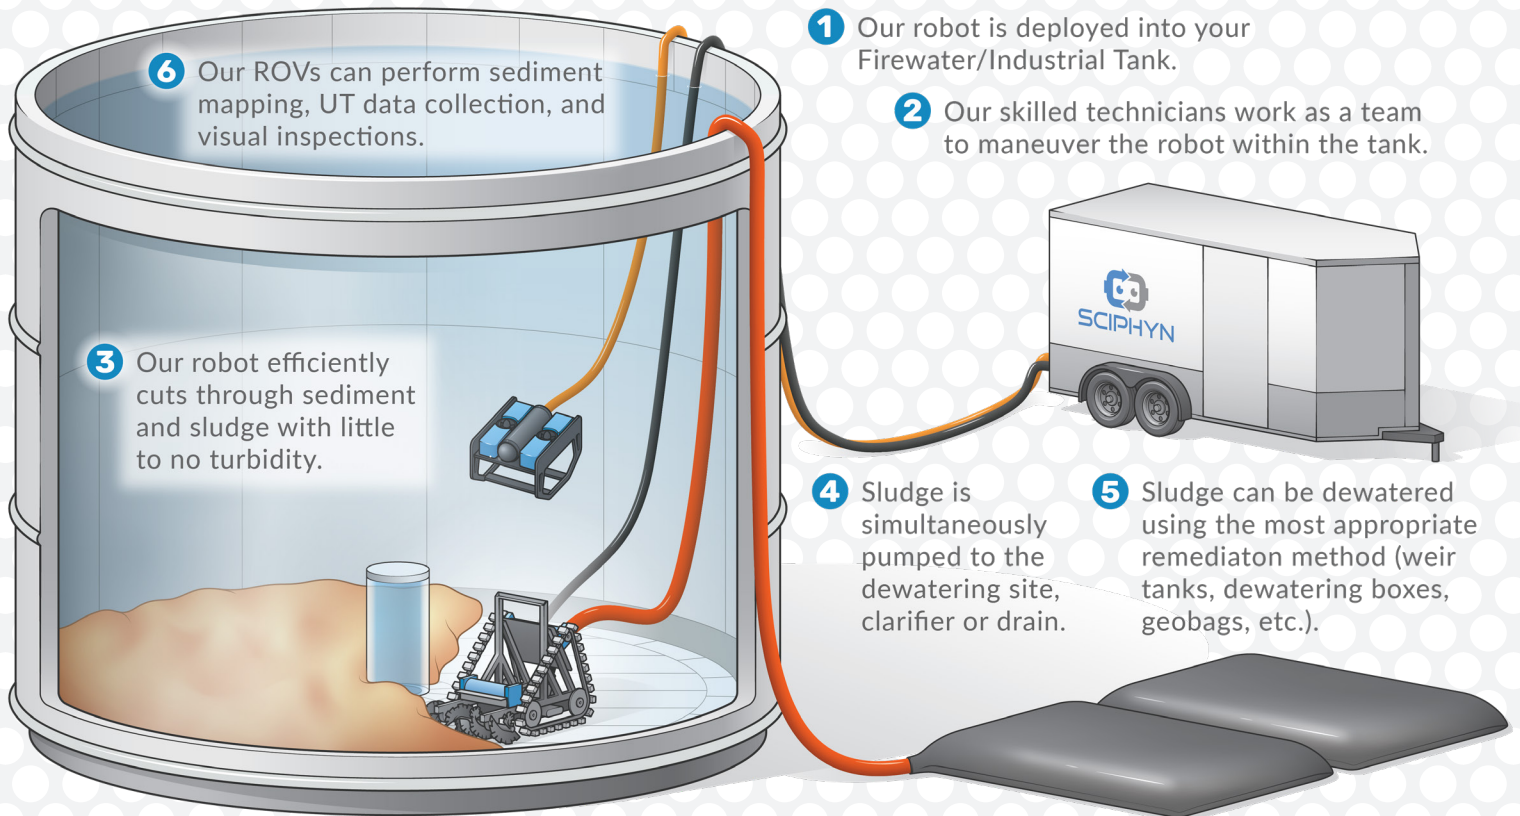 1 Our robot is deployed into your
Firewater/Industrial Tank.
2 Our skilled technicians work as a team
to maneuver the robot within the tank.
SCIPHYN
3 Our robot efficiently
cuts through sediment
and sludge with little
to no turbidity.
4 Sludge is
simultaneously
pumped to the
dewatering site,
clarifier or drain.
5 Sludge can be dewatered
using the most appropriate
remediaton method (weir
tanks, dewatering boxes,
geobags, etc.).
6 Our ROVs can perform sediment
mapping, UT data collection, and
visual inspections.